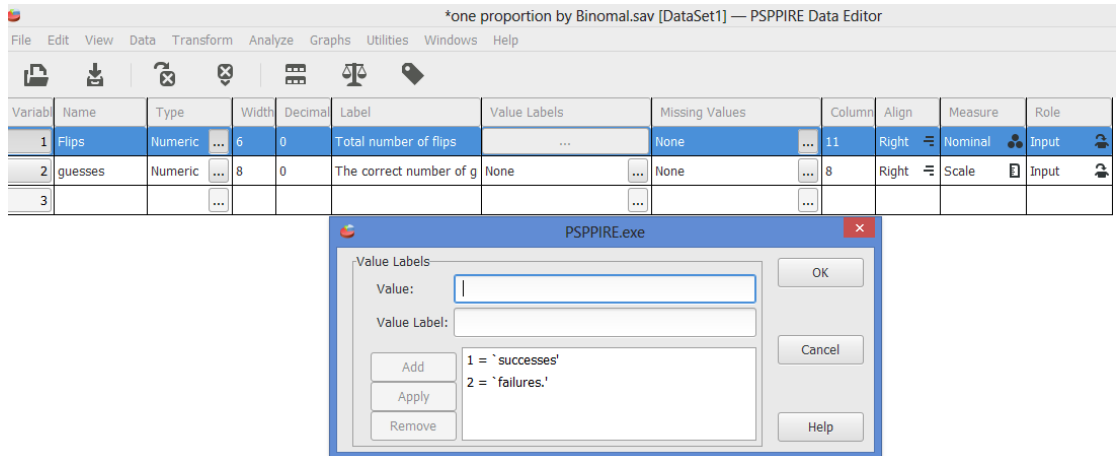 *one proportion by Binomal.sav [DataSet1] — PSPPIRE Data Editor
File Edit View Data Transform Analyze Graphs Utilities Windows Help
Variabl Name Type Width Decimal Label Value Labels Missing Values Column Align Measure Role
1 Flips Numeric ... 6 0 Total number of flips ... None ... 11 Right Nominal Input
2 guesses Numeric ... 8 0 The correct number of g None ... None ... 8 Right Scale Input
3 ... ... ...
PSPPIRE.exe
Value Labels
Value:
OK
Value Label:
Cancel
Add
1 = `successes'
2 = `failures.'
Apply
Remove
Help